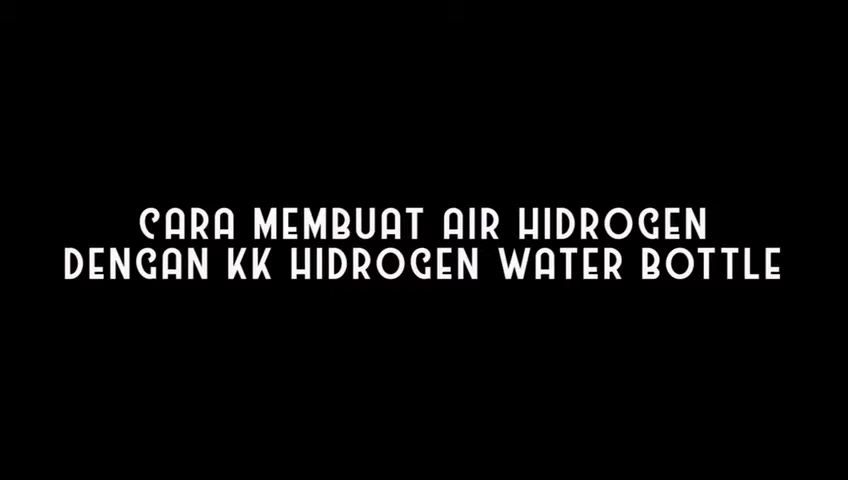 CARA MEMBUAT AIR HIDROGEN
DENGAN KK HIDROGEN WATER BOTTLE